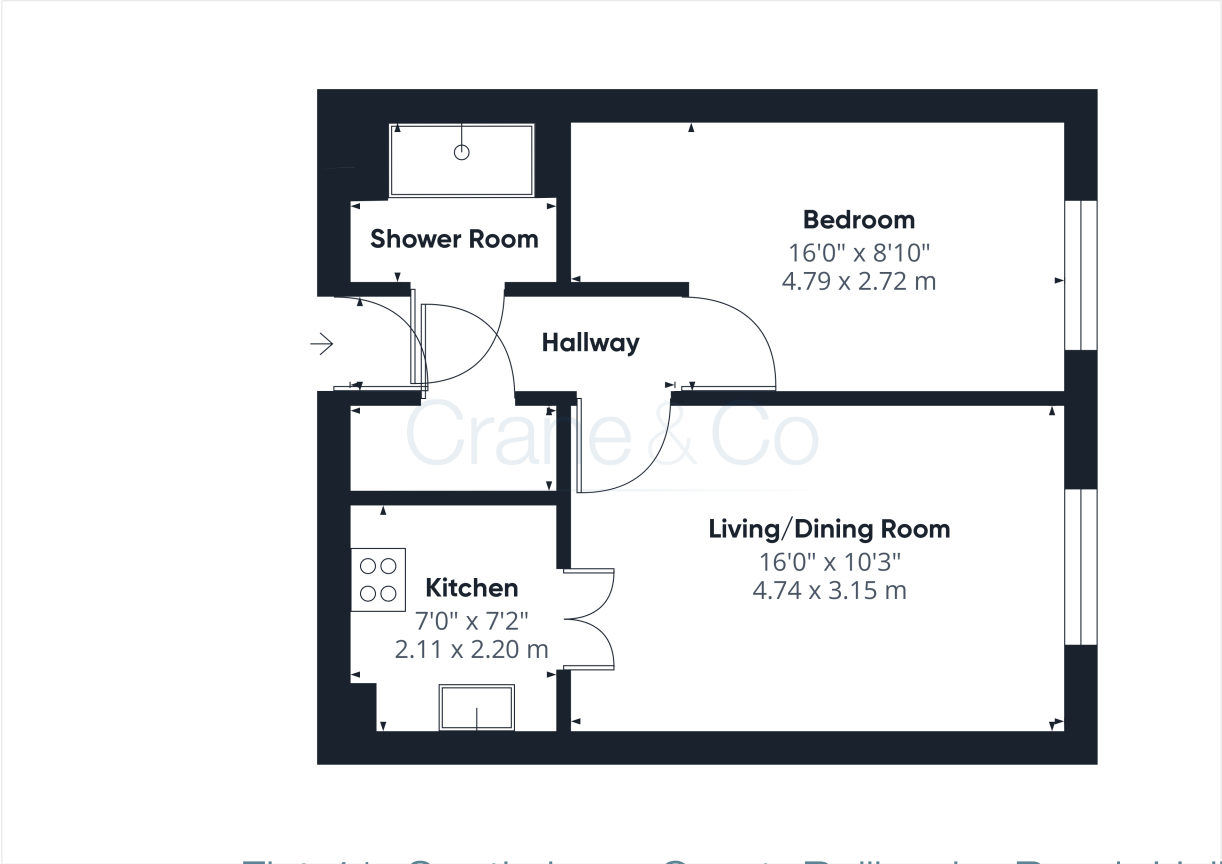 Shower Room
Bedroom
16'0" x 8'10"
4.79 x 2.72 m
Hallway
Crane & Co
Living/Dining Room
16'0" x 10'3"
4.74 x 3.15 m
Kitchen
7'0" x 7'2"
2.11 x 2.20 m